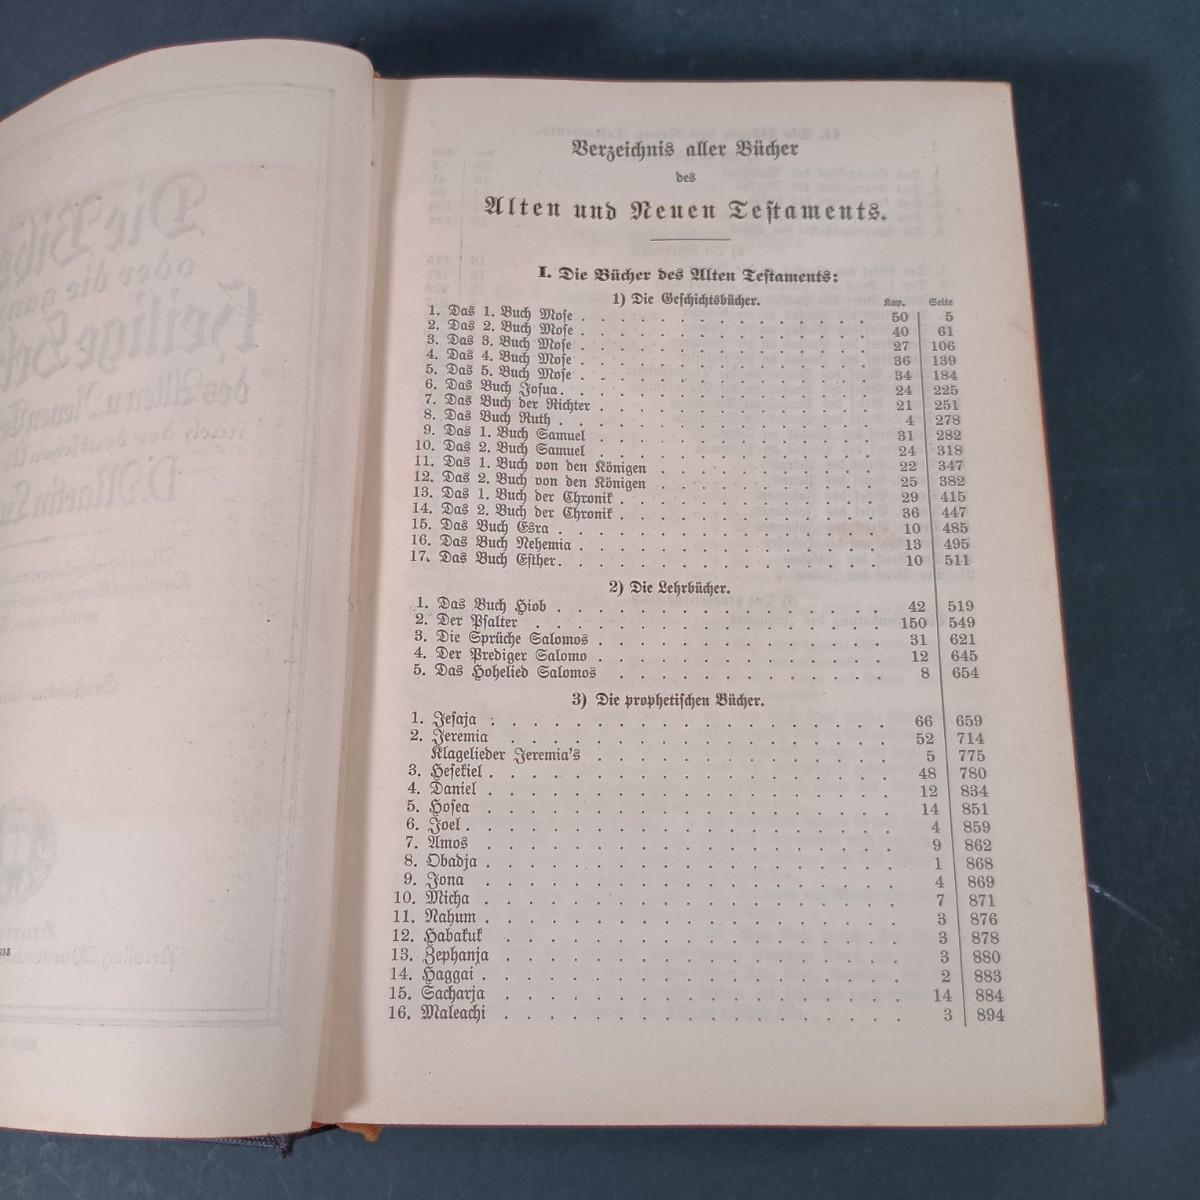 Verzeichnis aller Bücher
des
Alten und Neuen Testaments.
I. Die Bücher des Alten Testaments:
1) Die Geschichtsbücher. Kap. Seite
1. Das 1. Buch Mose . . . . . . . . . . . . . . 50 5
2. Das 2. Buch Mose . . . . . . . . . . . . . . 40 61
3. Das 3. Buch Mose . . . . . . . . . . . . . . 27 106
4. Das 4. Buch Mose . . . . . . . . . . . . . . 36 139
5. Das 5. Buch Mose . . . . . . . . . . . . . . 34 184
6. Das Buch Josua . . . . . . . . . . . . . . 24 225
7. Das Buch der Richter . . . . . . . . . . . . . 21 251
8. Das Buch Ruth . . . . . . . . . . . . . . 4 278
9. Das 1. Buch Samuel . . . . . . . . . . . . . 31 282
10. Das 2. Buch Samuel . . . . . . . . . . . . . 24 318
11. Das 1. Buch von den Königen . . . . . . . . . . 22 347
12. Das 2. Buch von den Königen . . . . . . . . . . 25 382
13. Das 1. Buch der Chronik . . . . . . . . . . . . 29 415
14. Das 2. Buch der Chronik . . . . . . . . . . . . 36 447
15. Das Buch Esra . . . . . . . . . . . . . . 10 485
16. Das Buch Nehemia . . . . . . . . . . . . . . 13 495
17. Das Buch Esther . . . . . . . . . . . . . . 10 511
2) Die Lehrbücher.
1. Das Buch Hiob . . . . . . . . . . . . . . 42 519
2. Der Psalter . . . . . . . . . . . . . . 150 549
3. Die Sprüche Salomos . . . . . . . . . . . . . 31 621
4. Der Prediger Salomo . . . . . . . . . . . . . 12 645
5. Das Hohelied Salomos . . . . . . . . . . . . 8 654
3) Die prophetischen Bücher.
1. Jesaja . . . . . . . . . . . . . . . . 66 659
2. Jeremia . . . . . . . . . . . . . . . 52 714
Klagelieder Jeremia's . . . . . . . . . . . . 5 775
3. Hesekiel . . . . . . . . . . . . . . . . 48 780
4. Daniel . . . . . . . . . . . . . . . . 12 834
5. Hosea . . . . . . . . . . . . . . . . 14 851
6. Joel . . . . . . . . . . . . . . . . . 4 859
7. Amos . . . . . . . . . . . . . . . . 9 862
8. Obadja . . . . . . . . . . . . . . . . 1 868
9. Jona . . . . . . . . . . . . . . . . 4 869
10. Micha . . . . . . . . . . . . . . . . 7 871
11. Nahum . . . . . . . . . . . . . . . . 3 876
12. Habakuk . . . . . . . . . . . . . . . 3 878
13. Zephanja . . . . . . . . . . . . . . . 3 880
14. Haggai . . . . . . . . . . . . . . . . 2 883
15. Sacharja . . . . . . . . . . . . . . . 14 884
16. Maleachi . . . . . . . . . . . . . . . 3 894